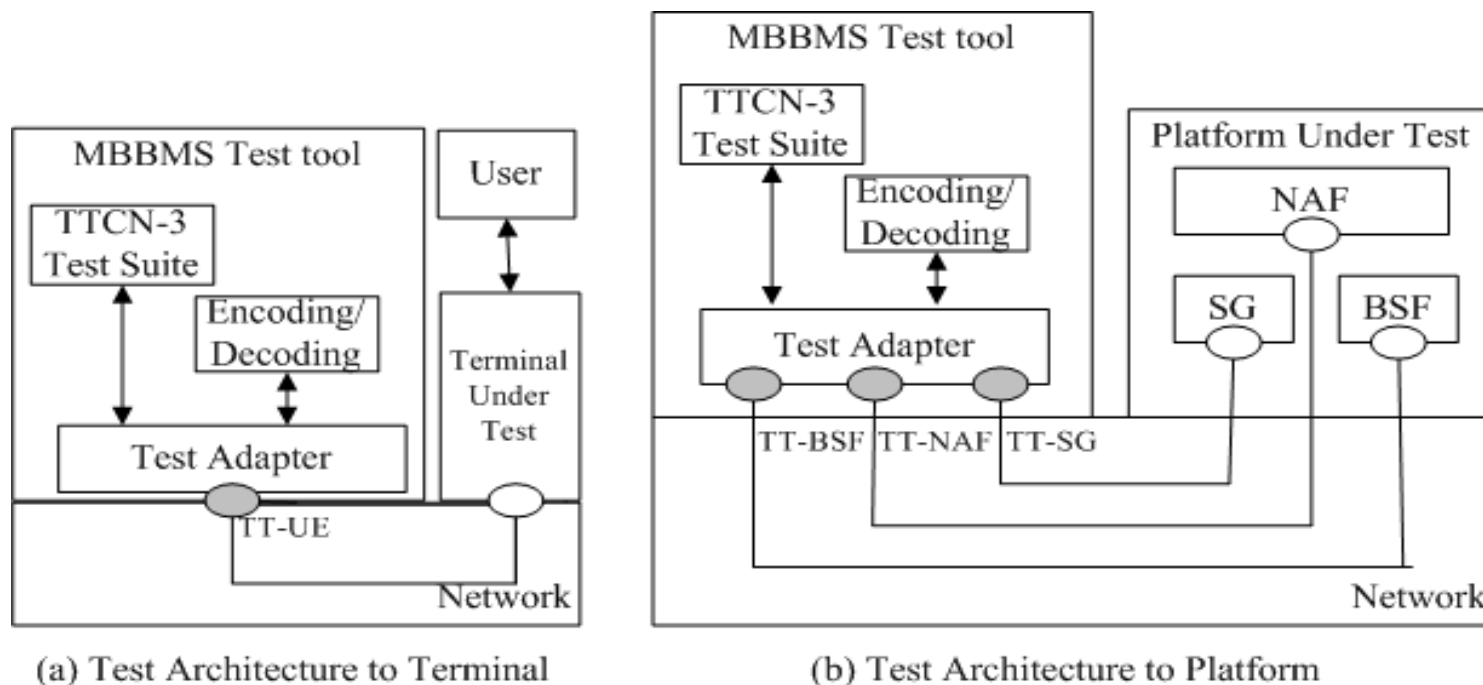 MBBMS Test tool
TTCN-3
Test Suite
Encoding/
Decoding
Test Adapter
User
Terminal
Under
Test
TT-UE
Network
(a) Test Architecture to Terminal
MBBMS Test tool
TTCN-3
Test Suite
Encoding/
Decoding
Test Adapter
Platform Under Test
NAF
SG
BSF
TT-BSF
TT-NAF
TT-SG
Network
(b) Test Architecture to Platform